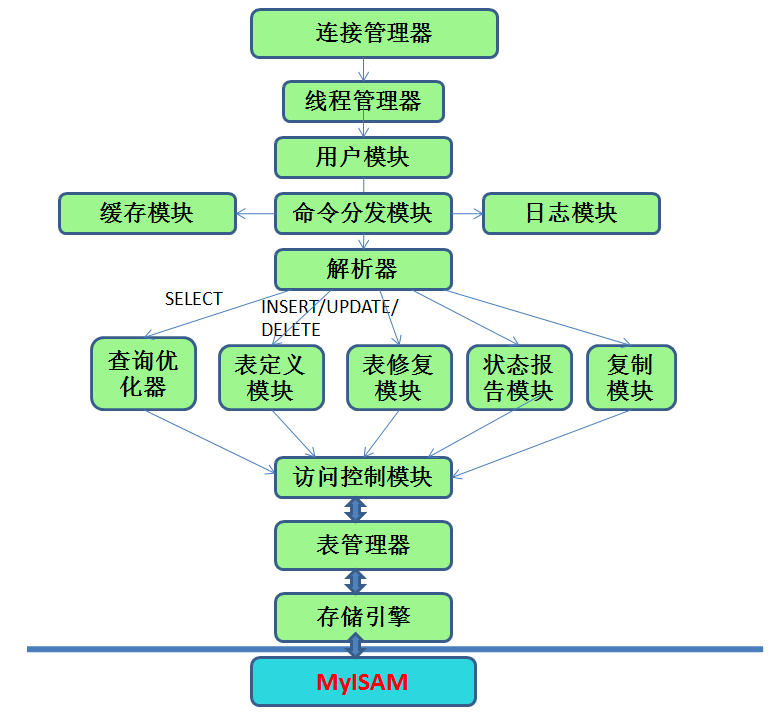 连接管理器
线程管理器
用户模块
缓存模块
命令分发模块
日志模块
解析器
SELECT
INSERT/UPDATE/
DELETE
查询优
化器
表定义
模块
表修复
模块
状态报
告模块
复制
模块
访问控制模块
表管理器
存储引擎
MyISAM